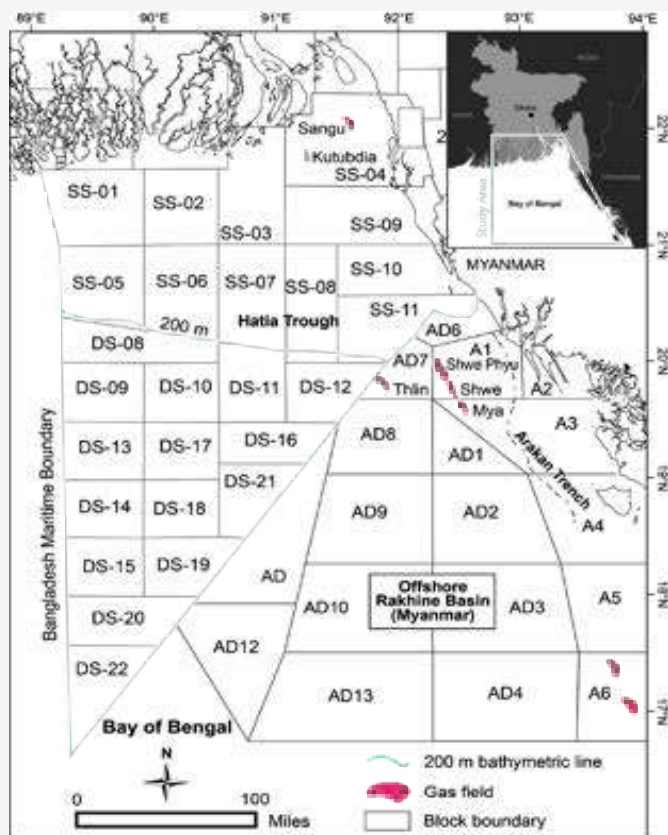 89°E 90°E 91°E 92°E 93°E 94°E
22°N
21°N
20°N
19°N
18°N
17°N
Dhaka
Bay of Bengal
Study Area
Sangu
Kutubdia
SS-04
2
SS-01
SS-02
SS-03
SS-09
SS-05
SS-06
SS-07
SS-08
SS-10
MYANMAR
SS-11
200 m
Hatia Trough
DS-08
AD6
A1
AD7
Shwe Phyu
DS-09
DS-10
DS-11
DS-12
Thlin
Shwe
A2
Mya
DS-13
DS-17
DS-16
AD8
AD1
A3
Arakan Trench
DS-21
DS-14
DS-18
AD9
AD2
A4
DS-15
DS-19
AD
Offshore
Rakhine Basin
(Myanmar)
AD10
AD3
A5
DS-20
Bangladesh Maritime Boundary
DS-22
AD12
AD13
AD4
A6
Bay of Bengal
N
0 100
Miles
200 m bathymetric line
Gas field
Block boundary